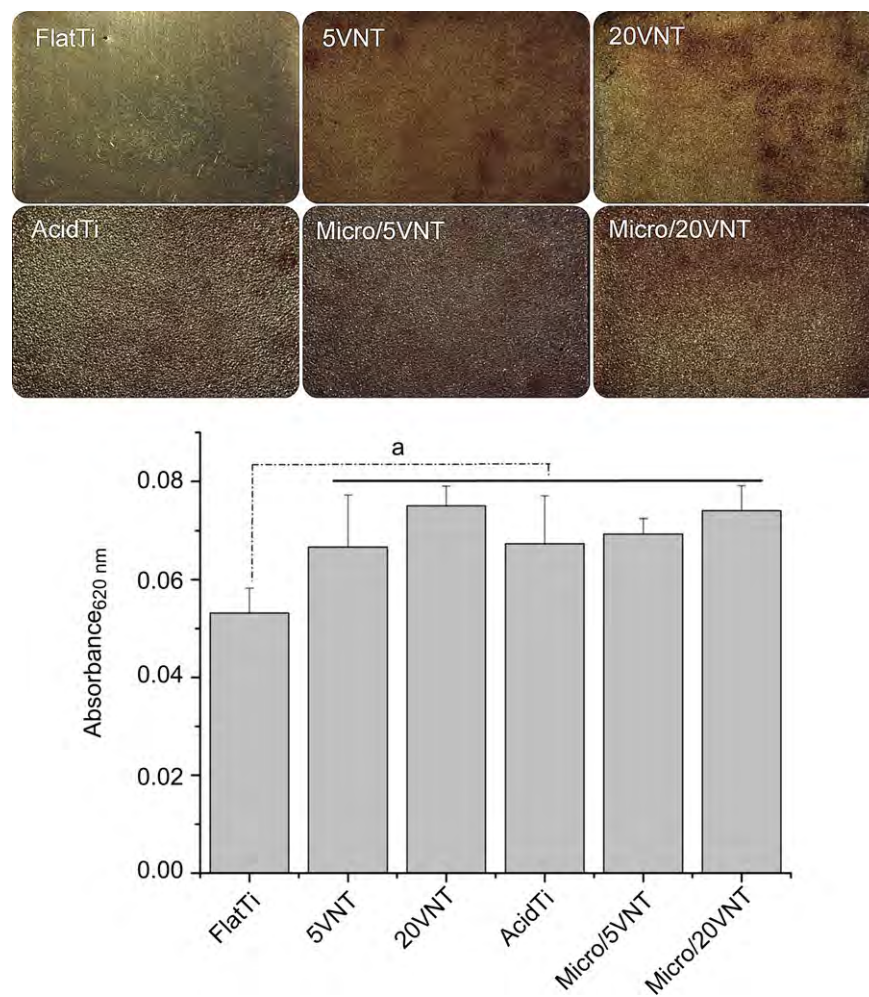 FlatTi
5VNT
20VNT
AcidTi
Micro/5VNT
Micro/20VNT
a
0.08
0.06
0.04
0.02
0.00
Absorbance620 nm
FlatTi
5VNT
20VNT
AcidTi
Micro/5VNT
Micro/20VNT